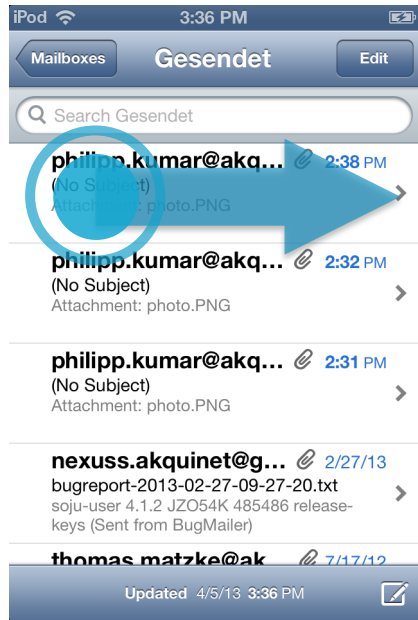 iPod 3:36 PM
Mailboxes Gesendet Edit
Search Gesendet
philipp.kumar@akq... 2:38 PM
(No Subject)
Attachment: photo.PNG
philipp.kumar@akq... 2:32 PM
(No Subject)
Attachment: photo.PNG
philipp.kumar@akq... 2:31 PM
(No Subject)
Attachment: photo.PNG
nexuss.akquinet@g... 2/27/13
bugreport-2013-02-27-09-27-20.txt
soju-user 4.1.2 JZO54K 485486 release-
keys (Sent from BugMailer)
thomas.matzke@ak... 7/17/12
Updated 4/5/13 3:36 PM